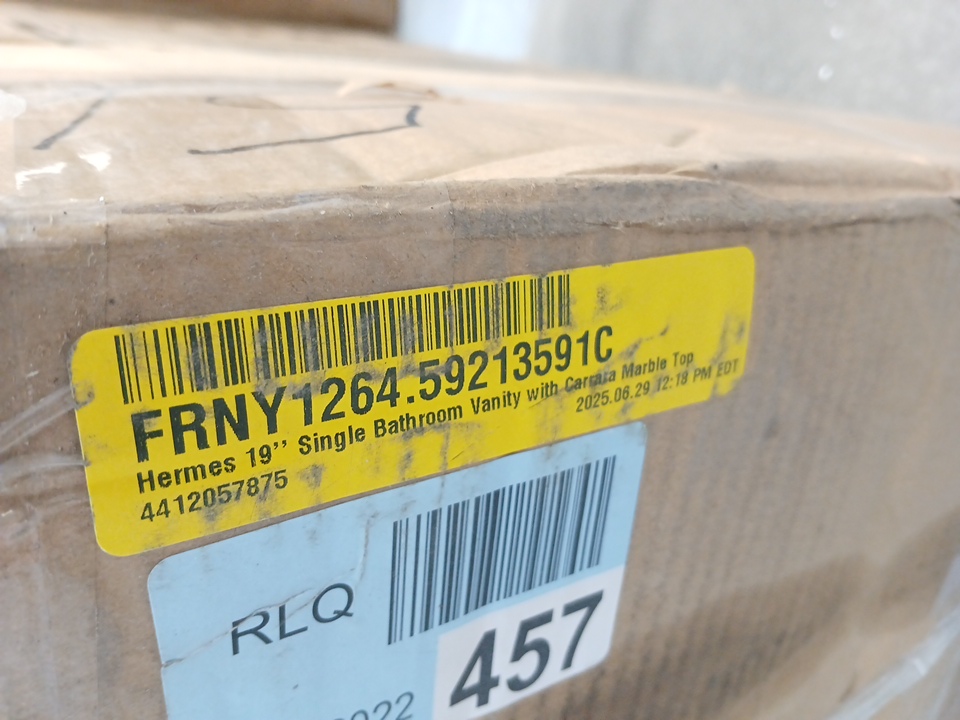 FRNY1264.59213591C
Hermes 19'' Single Bathroom Vanity with Carrara Marble Top
4412057875
2025.06.29 12:18 PM EDT
RLQ
457